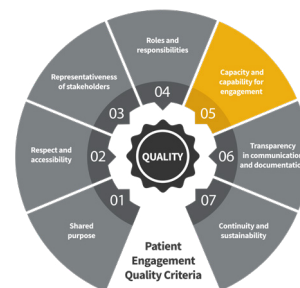 Roles and
responsibilities
Capacity and
capability for
engagement
Representativeness
of stakeholders
04
03
05
Respect and
accessibility
02
QUALITY
06
Transparency
in communication
and documentation
01
07
Shared
purpose
Continuity and
sustainability
Patient
Engagement
Quality Criteria